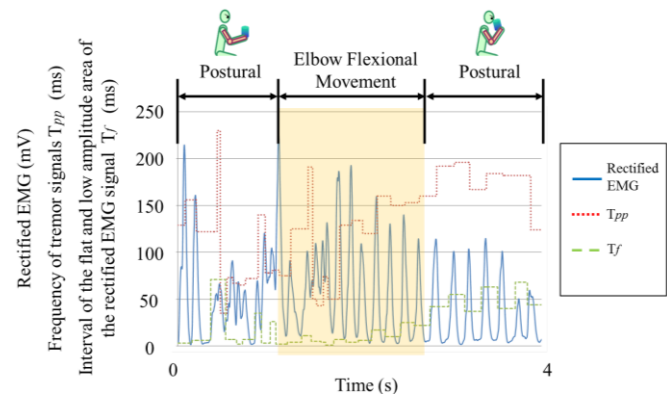 Postural
Elbow Flexional
Movement
Postural
Rectified EMG (mV)
Frequency of tremor signals Tpp (ms)
Interval of the flat and low amplitude area of
the rectified EMG signal Tf (ms)
250
200
150
100
50
0
0
4
Time (s)
Rectified
EMG
Tpp
Tf